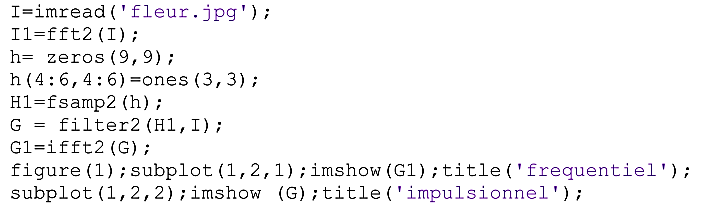 I=imread('fleur.jpg');
I1=fft2(I);
h= zeros(9,9);
h(4:6,4:6)=ones(3,3);
H1=fsamp2(h);
G = filter2(H1,I);
G1=ifft2(G);
figure(1);subplot(1,2,1);imshow(G1);title('frequentiel');
subplot(1,2,2);imshow (G);title('impulsionnel');